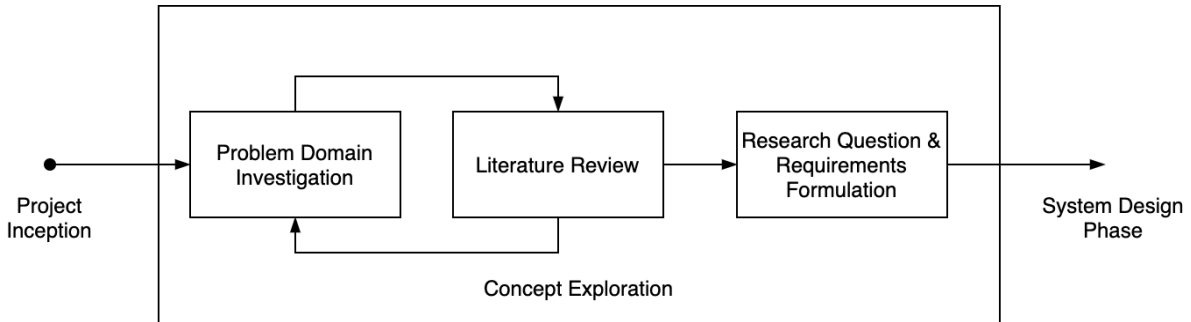 Project
Inception
Problem Domain
Investigation
Literature Review
Research Question &
Requirements
Formulation
System Design
Phase
Concept Exploration